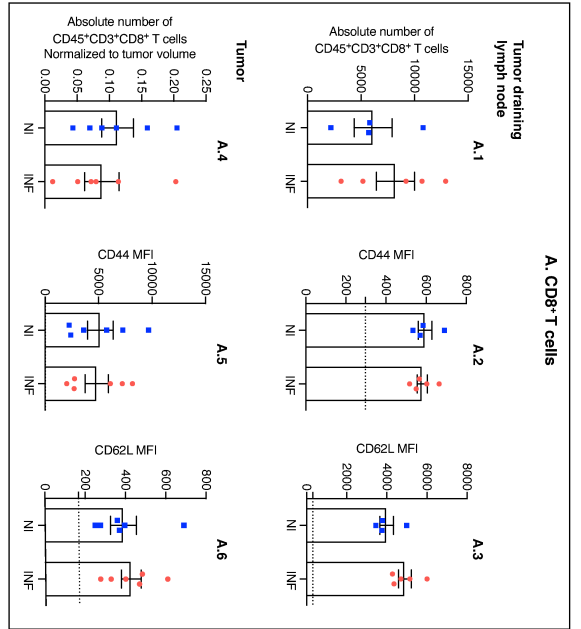 A. CD8+T cells
Tumor draining
lymph node
A.1
Absolute number of
CD45+CD3+CD8+ T cells
150000
100000
50000
0
NI
INF
A.2
CD44 MFI
800
600
400
200
0
NI
INF
A.3
CD62L MFI
8000
6000
4000
2000
0
NI
INF
Tumor
A.4
Absolute number of
CD45+CD3+CD8+ T cells
Normalized to tumor volume
0.25
0.20
0.15
0.10
0.05
0.00
NI
INF
A.5
CD44 MFI
15000
10000
5000
0
NI
INF
A.6
CD62L MFI
800
600
400
200
0
NI
INF